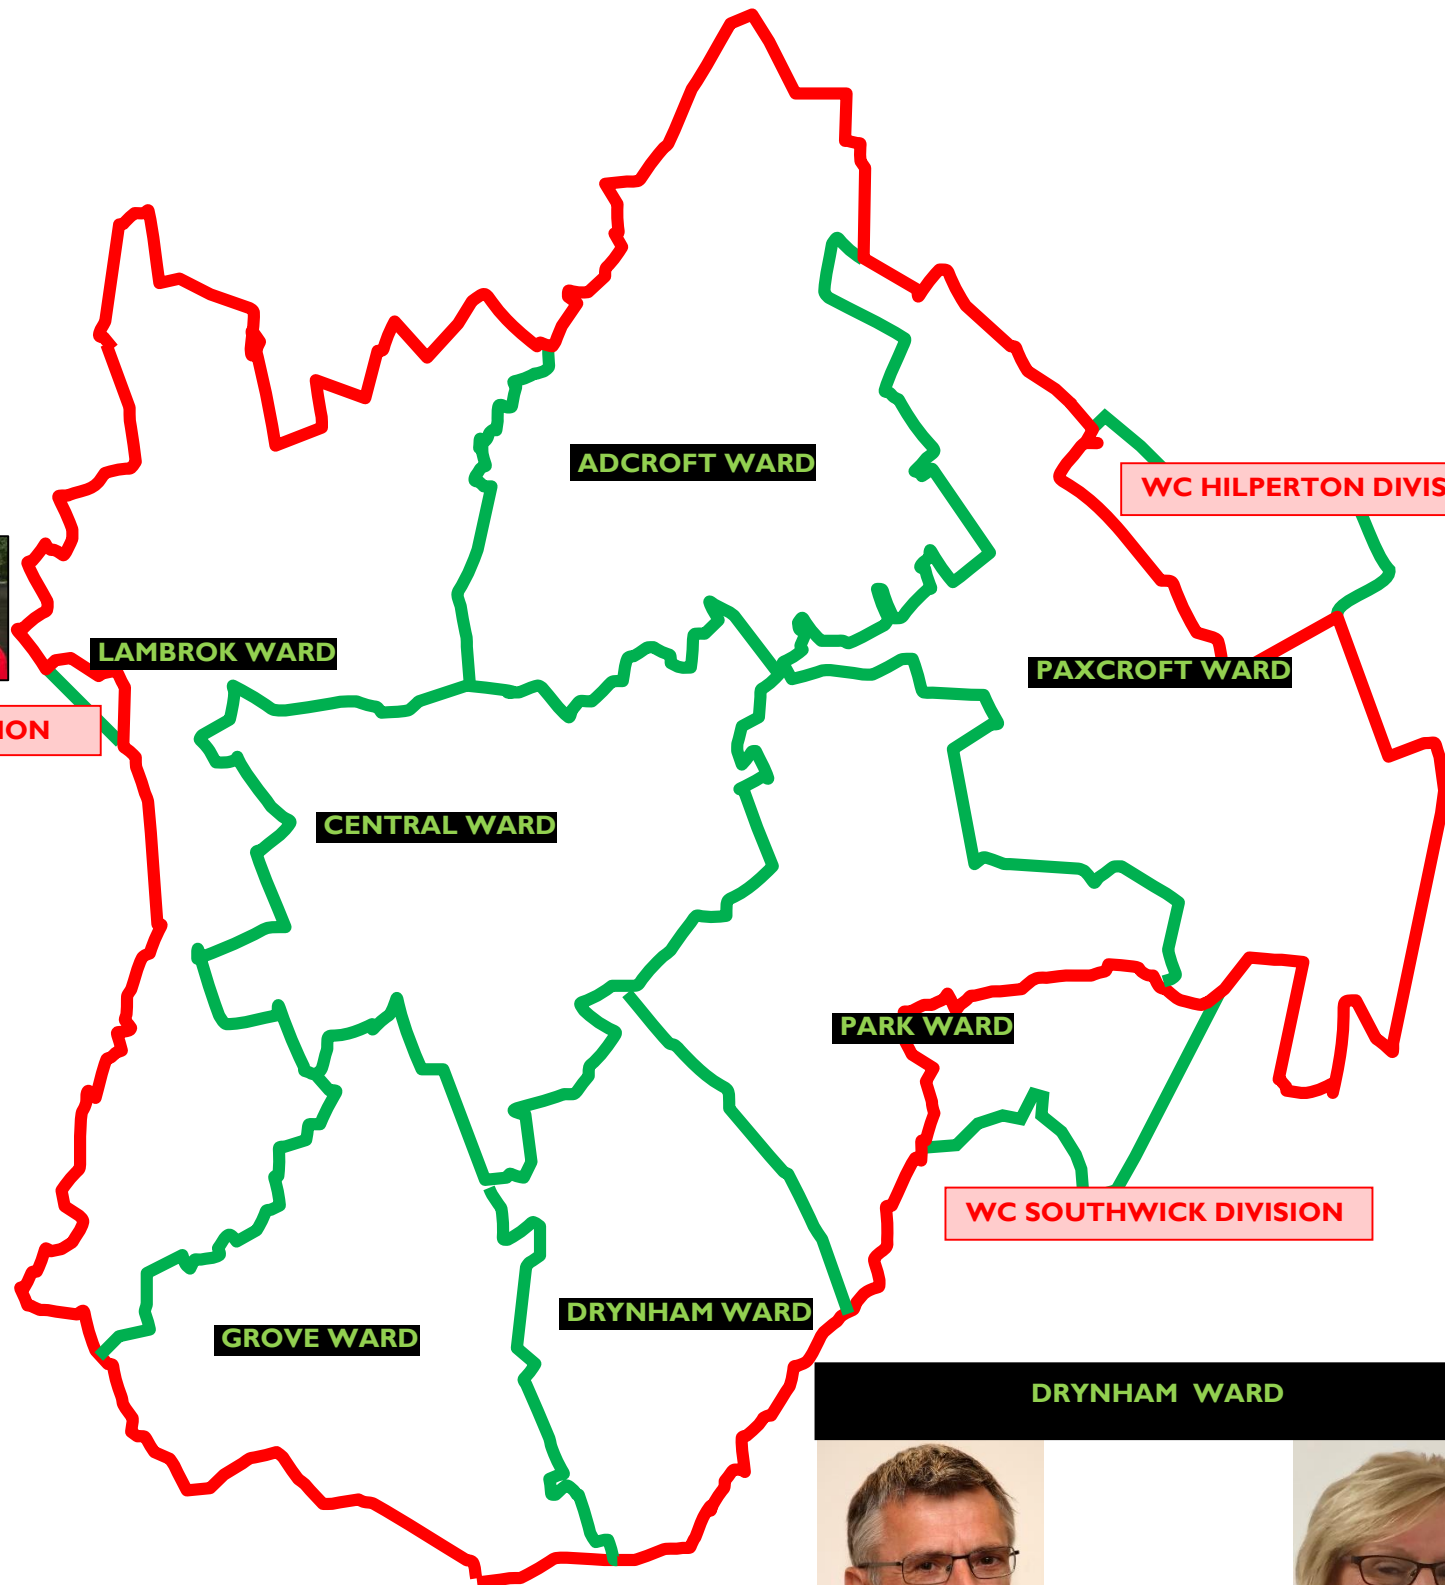 ADCROFT WARD
WC HILPERTON DIVIS
LAMBROK WARD
PAXCROFT WARD
ION
CENTRAL WARD
PARK WARD
WC SOUTHWICK DIVISION
DRYNHAM WARD
GROVE WARD
DRYNHAM WARD